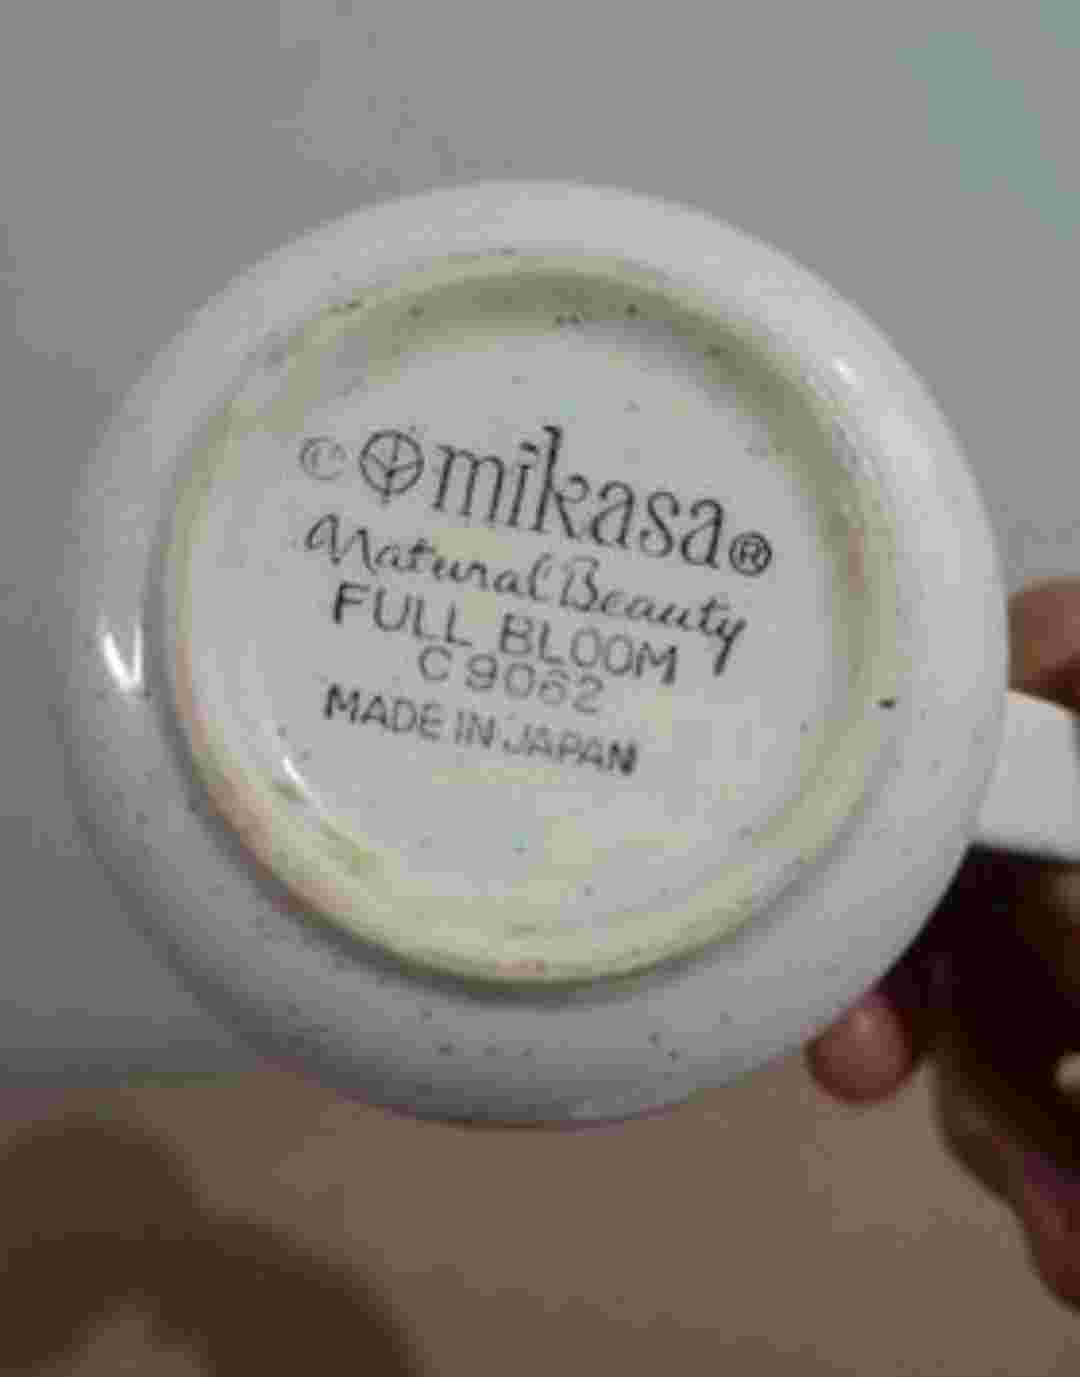 © mikasa®
Natural Beauty
FULL BLOOM
C 9062
MADE IN JAPAN